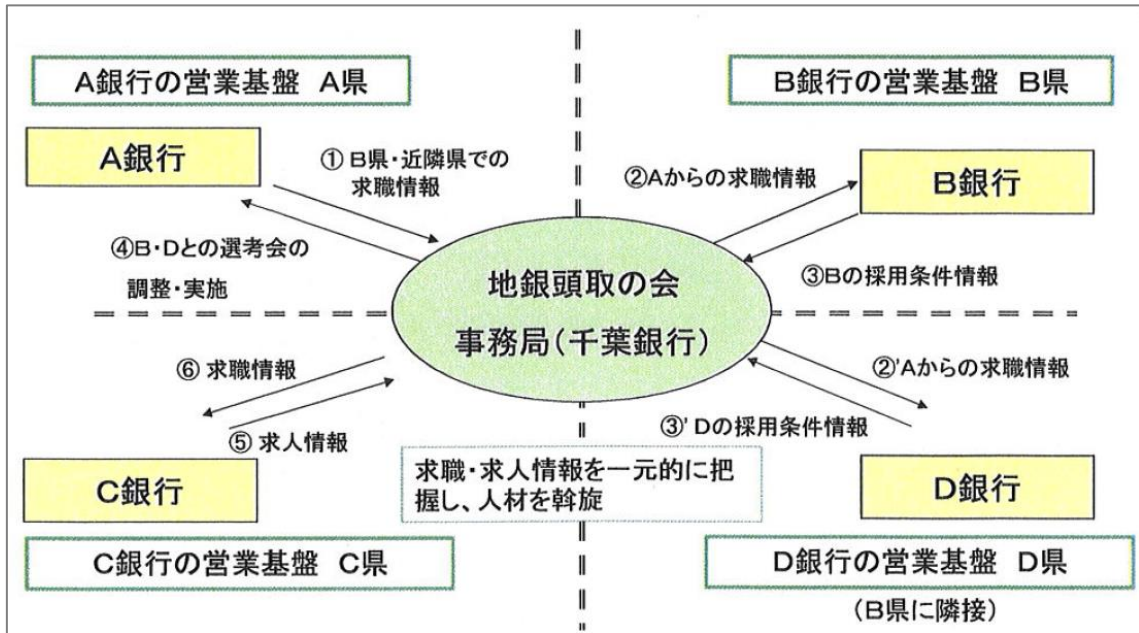 A銀行の営業基盤 A県
B銀行の営業基盤 B県
A銀行
① B県・近隣県での
求職情報
②Aからの求職情報
B銀行
④B・Dとの選考会の
調整・実施
地銀頭取の会
事務局(千葉銀行)
③Bの採用条件情報
⑥ 求職情報
②'Aからの求職情報
⑤ 求人情報
③' Dの採用条件情報
C銀行
求職・求人情報を一元的に把
握し、人材を斡旋
D銀行
C銀行の営業基盤 C県
D銀行の営業基盤 D県
(B県に隣接)